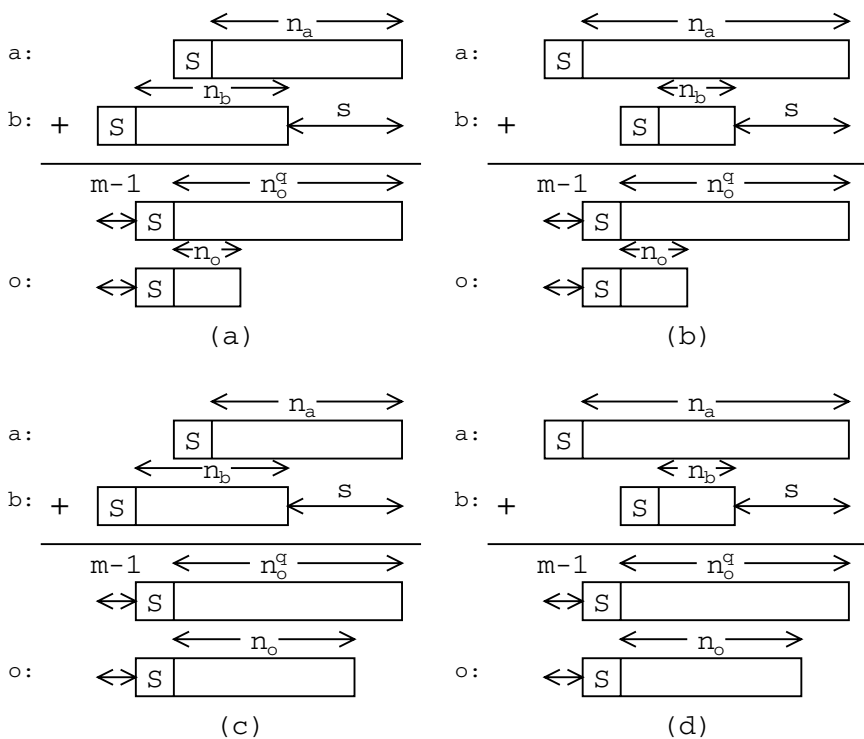 n_a
a: S
n_b
b: + S s
m-1 n_o^q
S
n_o
o: S
(a)
n_a
a: S
n_b
b: + S s
m-1 n_o^q
S
n_o
o: S
(b)
n_a
a: S
n_b
b: + S s
m-1 n_o^q
S
n_o
o: S
(c)
n_a
a: S
n_b
b: + S s
m-1 n_o^q
S
n_o
o: S
(d)